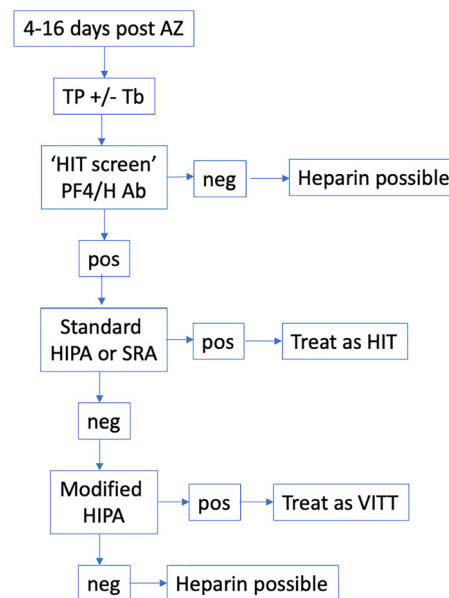 4-16 days post AZ
TP +/- Tb
‘HIT screen’
PF4/H Ab
neg
Heparin possible
pos
Standard
HIPA or SRA
pos
Treat as HIT
neg
Modified
HIPA
pos
Treat as VITT
neg
Heparin possible